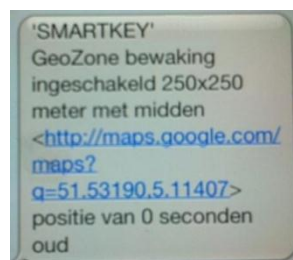 'SMARTKEY'
GeoZone bewaking
ingeschakeld 250x250
meter met midden
<http://maps.google.com/
maps?
q=51.53190,5.11407>
positie van 0 seconden
oud